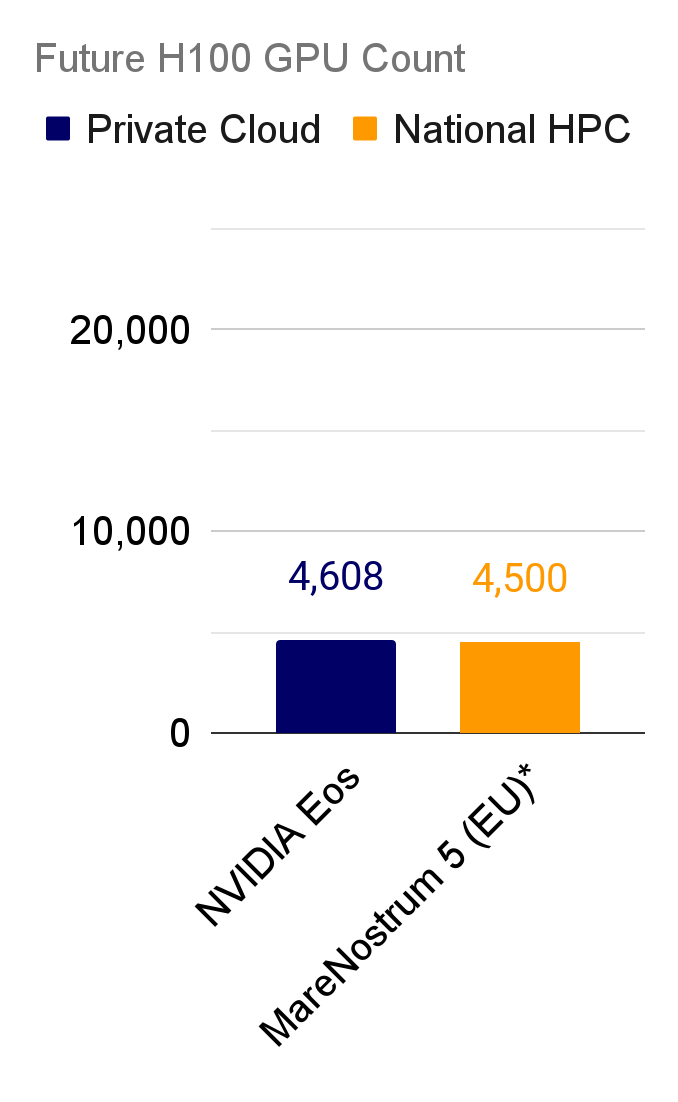 Future H100 GPU Count
Private Cloud
National HPC
20,000
10,000
4,608
4,500
0
NVIDIA Eos
MareNostrum 5 (EU)*